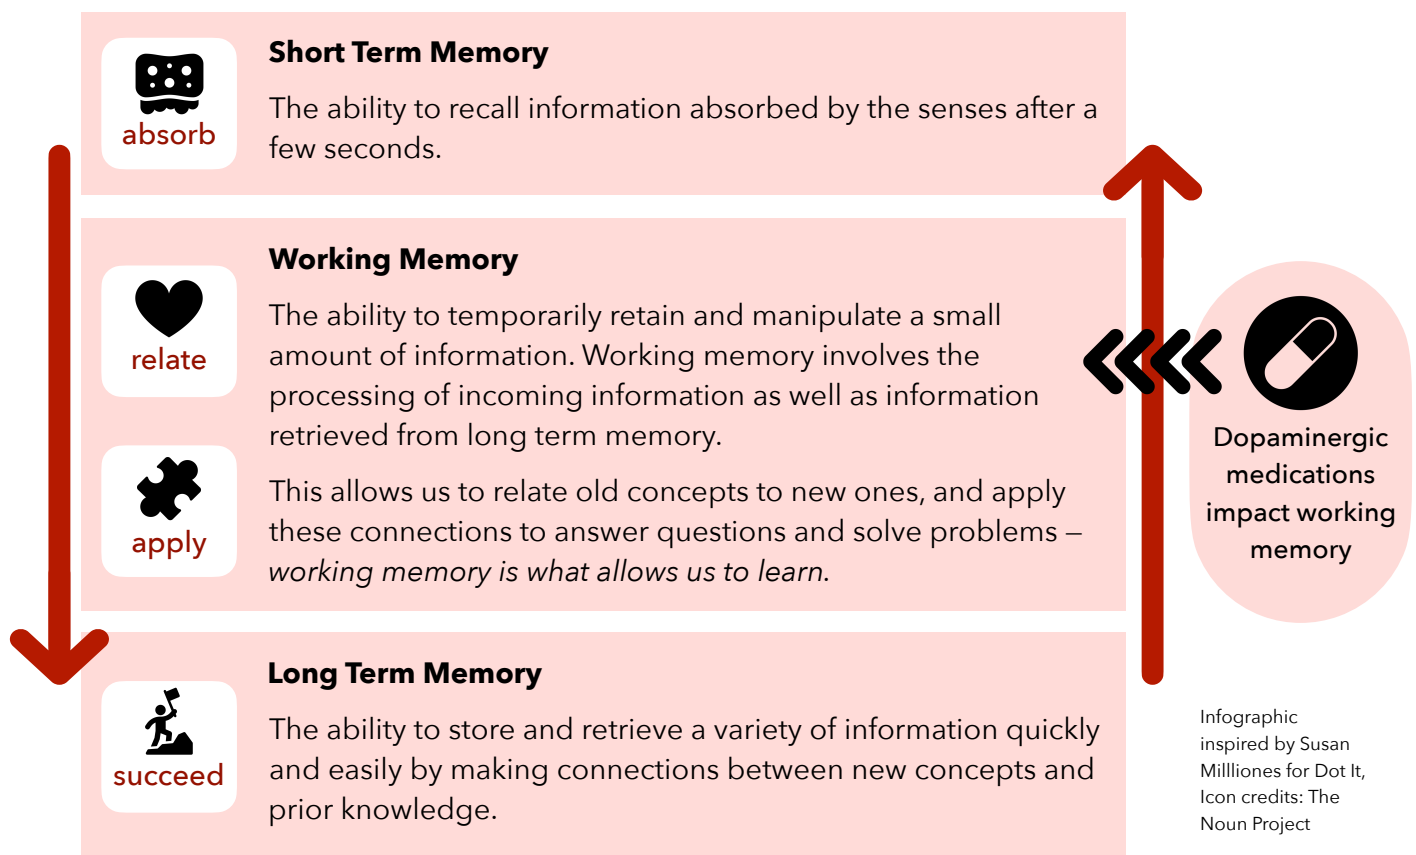 Short Term Memory
The ability to recall information absorbed by the senses after a
few seconds.
absorb
Working Memory
The ability to temporarily retain and manipulate a small
amount of information. Working memory involves the
processing of incoming information as well as information
retrieved from long term memory.
relate
This allows us to relate old concepts to new ones, and apply
these connections to answer questions and solve problems –
working memory is what allows us to learn.
apply
Dopaminergic
medications
impact working
memory
Long Term Memory
The ability to store and retrieve a variety of information quickly
and easily by making connections between new concepts and
prior knowledge.
succeed
Infographic
inspired by Susan
Millliones for Dot It,
Icon credits: The
Noun Project